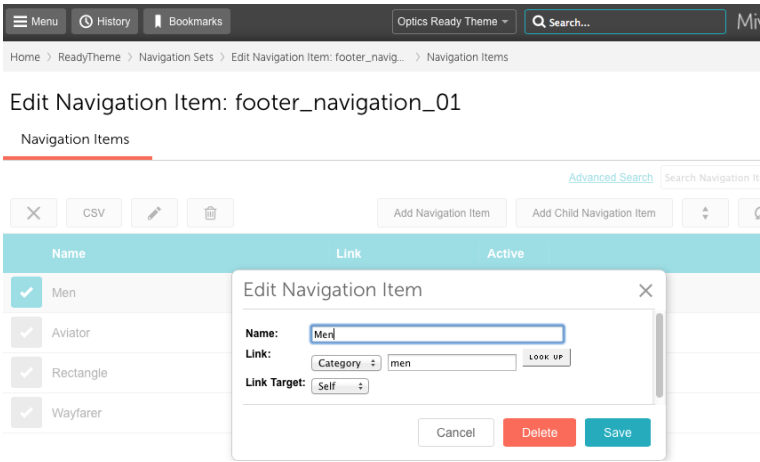 Menu History Bookmarks Optics Ready Theme Search... Miv
Home > ReadyTheme > Navigation Sets > Edit Navigation Item: footer_navig... > Navigation Items
Edit Navigation Item: footer_navigation_01
Navigation Items
Advanced Search Search Navigation It
CSV Add Navigation Item Add Child Navigation Item
Name Link Active
Men
Aviator
Rectangle
Wayfarer
Edit Navigation Item
Name: Men
Link: Category men LOOK UP
Link Target: Self
Cancel Delete Save